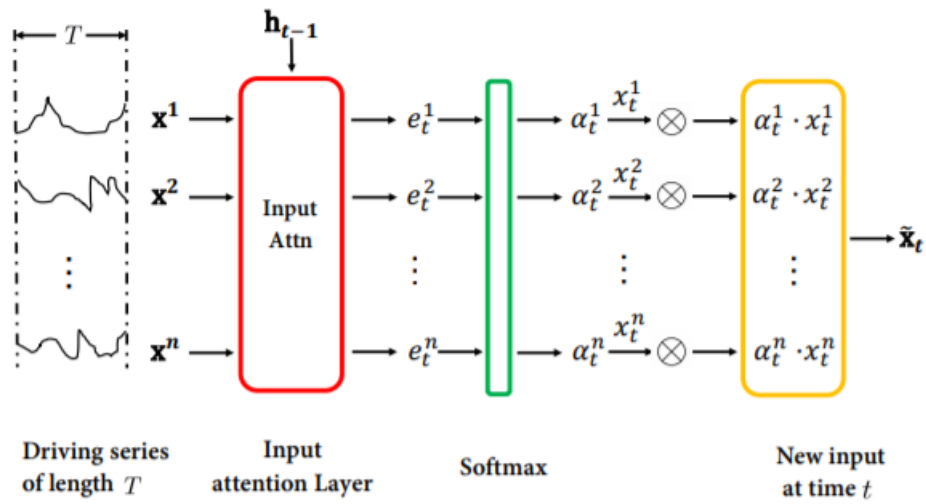 T
h_{t-1}
x^1 e_t^1 α_t^1 x_t^1 ⊗ α_t^1 · x_t^1
x^2 e_t^2 α_t^2 x_t^2 ⊗ α_t^2 · x_t^2
Input
Attn
x̃_t
⋮ ⋮ ⋮ ⋮
x^n e_t^n α_t^n x_t^n ⊗ α_t^n · x_t^n
Driving series
of length T
Input
attention Layer
Softmax
New input
at time t